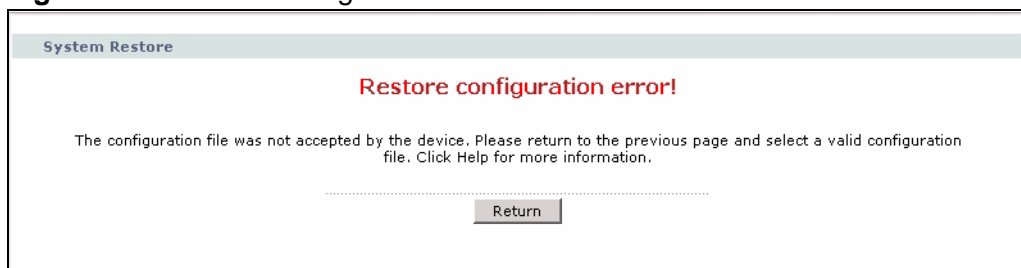 System Restore
Restore configuration error!
The configuration file was not accepted by the device. Please return to the previous page and select a valid configuration
file. Click Help for more information.
Return